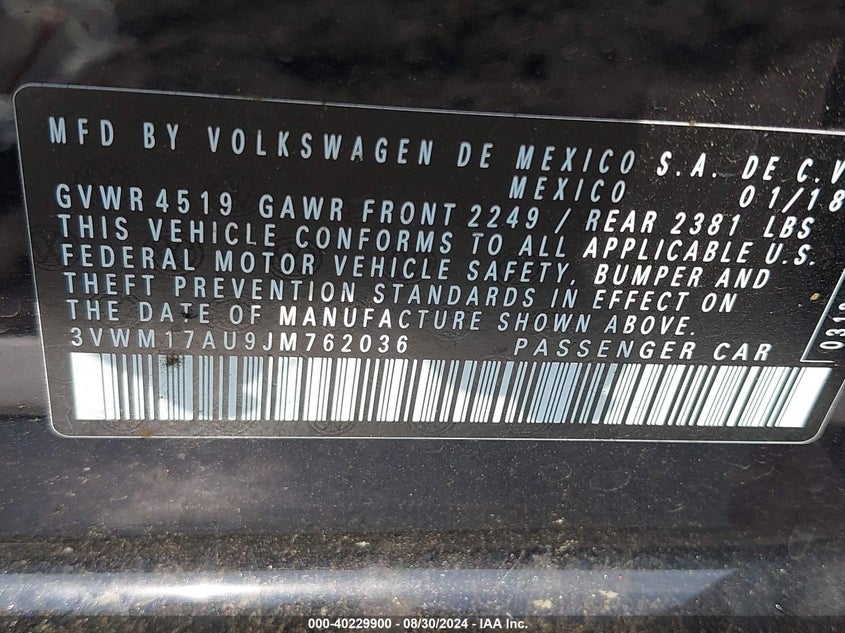 MFD BY VOLKSWAGEN DE MEXICO S.A. DE C.V
MEXICO 01/18
GVWR 4519 GAWR FRONT 2249 / REAR 2381 LBS
THIS VEHICLE CONFORMS TO ALL APPLICABLE U.S.
FEDERAL MOTOR VEHICLE SAFETY, BUMPER AND
THEFT PREVENTION STANDARDS IN EFFECT ON
THE DATE OF MANUFACTURE SHOWN ABOVE.
3VWM17AU9JM762036 PASSENGER CAR
000-40229900 - 08/30/2024 - IAA Inc.